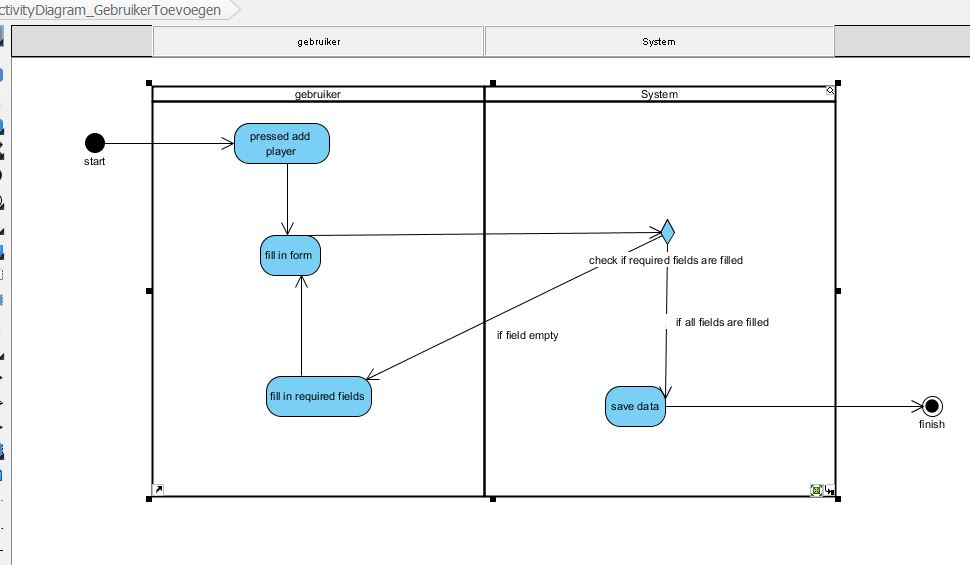 ctivityDiagram_GebruikerToevoegen
gebruiker
System
gebruiker
System
pressed add
player
start
fill in form
check if required fields are filled
if all fields are filled
if field empty
fill in required fields
save data
finish